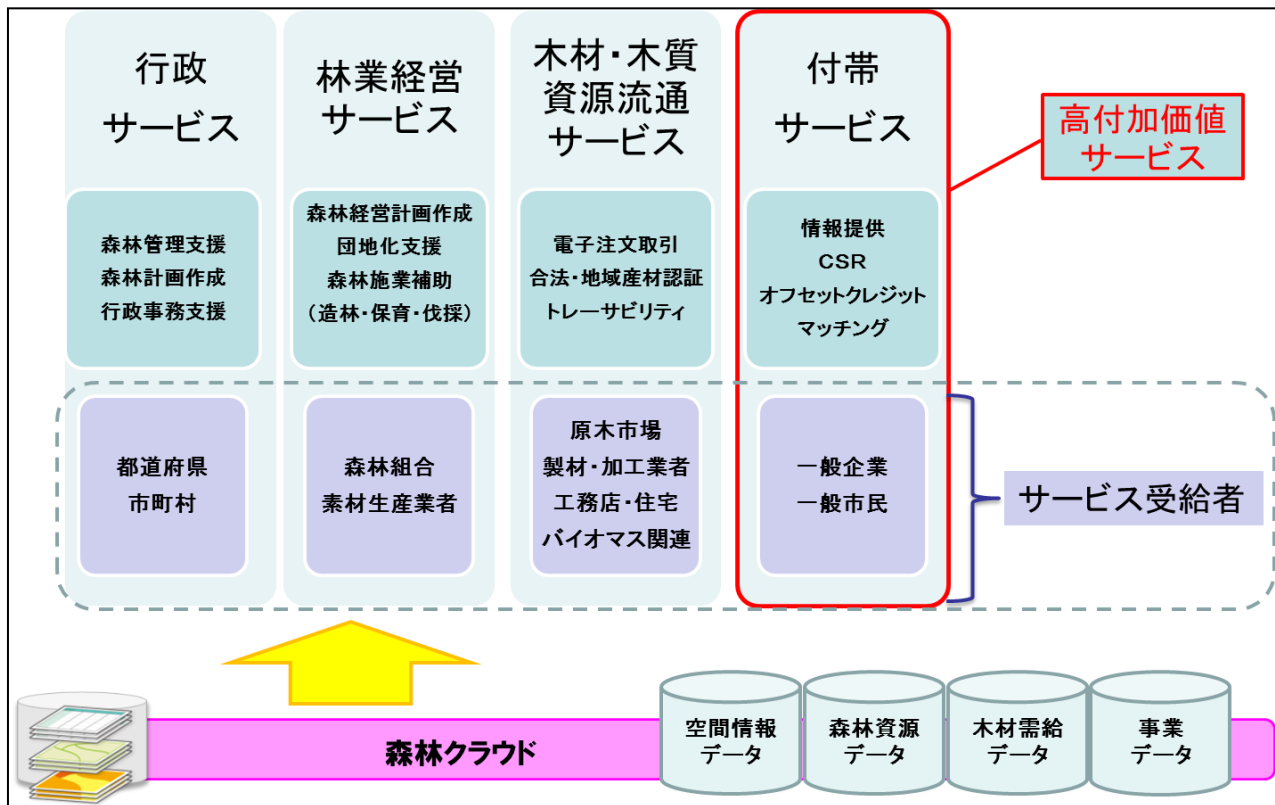 行政
サービス
林業経営
サービス
木材・木質
資源流通
サービス
付帯
サービス
高付加価値
サービス
森林管理支援
森林計画作成
行政事務支援
森林経営計画作成
団地化支援
森林施業補助
(造林・保育・伐採)
電子注文取引
合法・地域産材認証
トレーサビリティ
情報提供
CSR
オフセットクレジット
マッチング
都道府県
市町村
森林組合
素材生産業者
原木市場
製材・加工業者
工務店・住宅
バイオマス関連
一般企業
一般市民
サービス受給者
森林クラウド
空間情報
データ
森林資源
データ
木材需給
データ
事業
データ